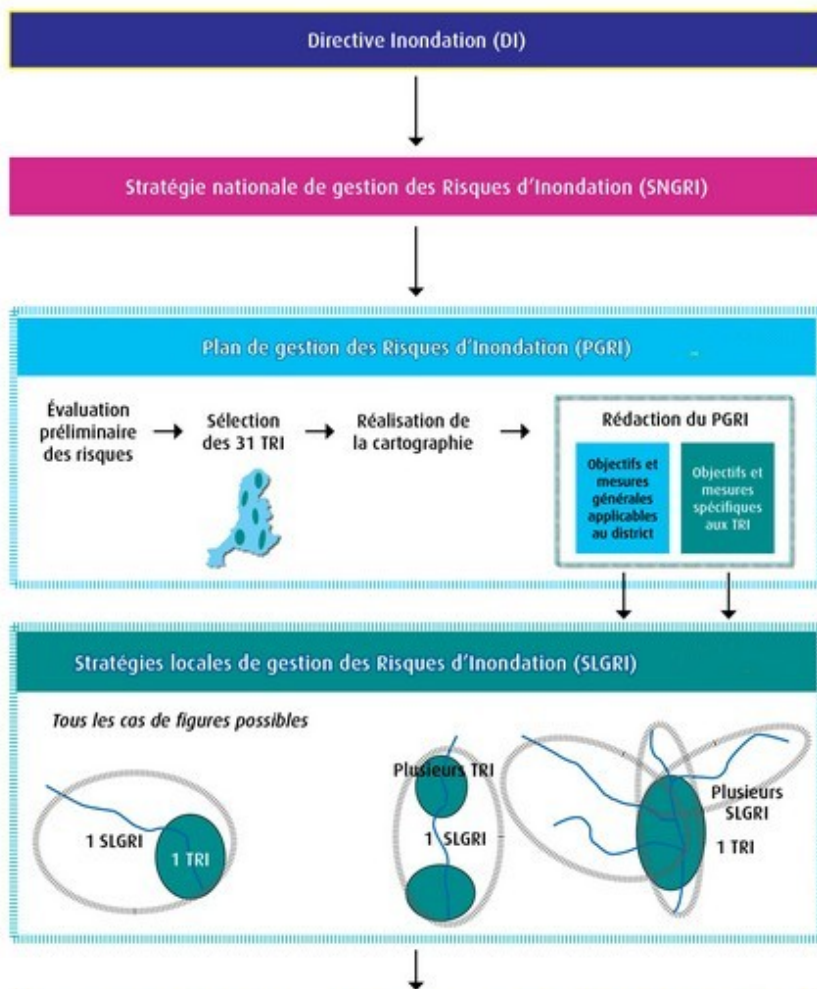 Directive Inondation (DI)
Stratégie nationale de gestion des Risques d'Inondation (SNGRI)
Plan de gestion des Risques d'Inondation (PGRI)
Évaluation
préliminaire
des risques
Sélection
des 31 TRI
Réalisation de
la cartographie
Rédaction du PGRI
Objectifs et
mesures
générales
applicables
au district
Objectifs et
mesures
spécifiques
aux TRI
Stratégies locales de gestion des Risques d'Inondation (SLGRI)
Tous les cas de figures possibles
1 SLGRI
1 TRI
Plusieurs TRI
1 SLGRI
Plusieurs
SLGRI
1 TRI